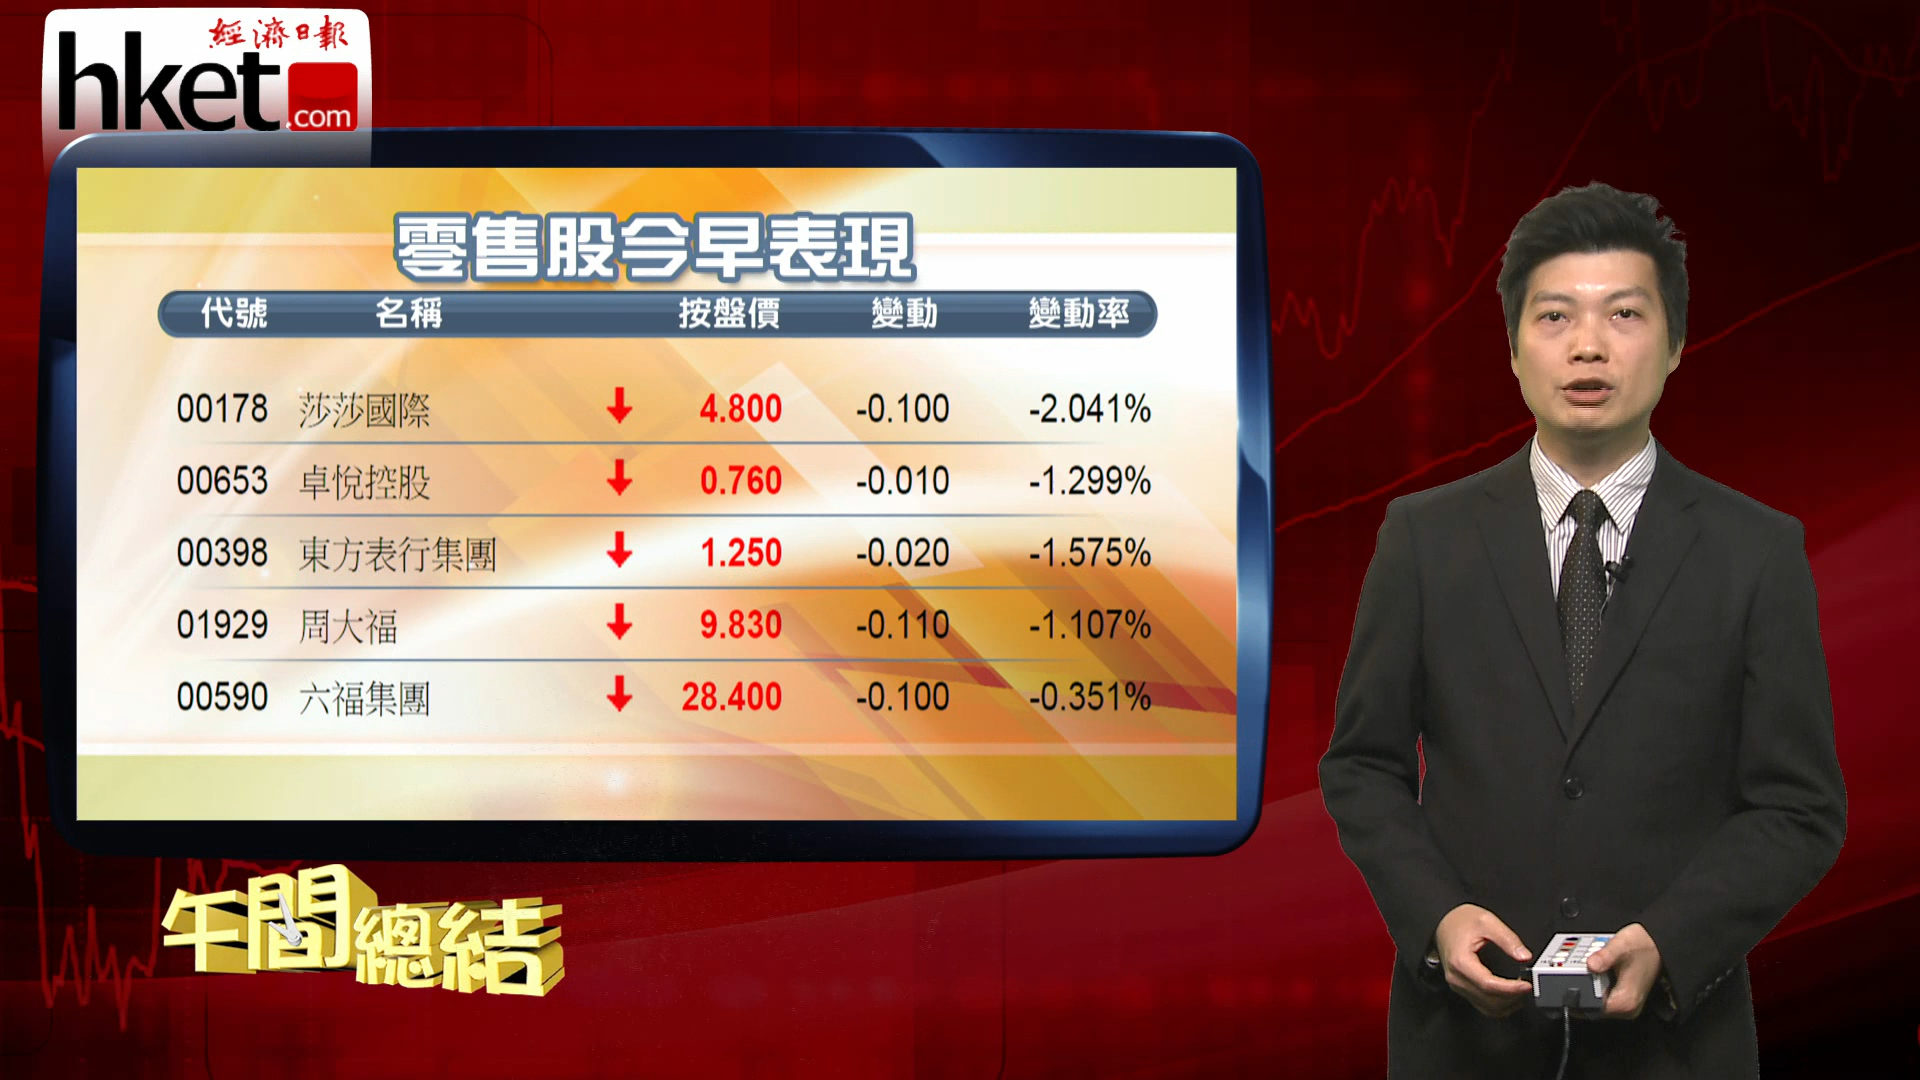 經濟日報
hket.com
零售股今早表現
代號 名稱 按盤價 變動 變動率
00178 莎莎國際 4.800 -0.100 -2.041%
00653 卓悅控股 0.760 -0.010 -1.299%
00398 東方表行集團 1.250 -0.020 -1.575%
01929 周大福 9.830 -0.110 -1.107%
00590 六福集團 28.400 -0.100 -0.351%
午間總結